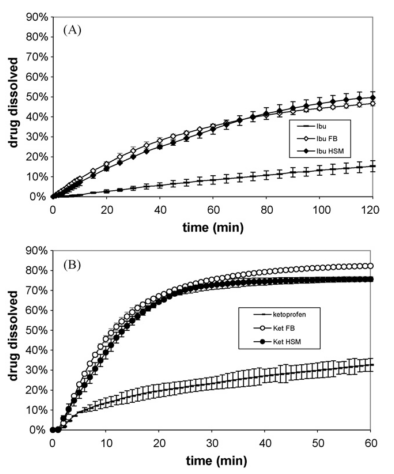 (A)
drug dissolved
90%
80%
70%
60%
50%
40%
30%
20%
10%
0%
Ibu
Ibu FB
Ibu HSM
0 20 40 60 80 100 120
time (min)
(B)
drug dissolved
90%
80%
70%
60%
50%
40%
30%
20%
10%
0%
ketoprofen
Ket FB
Ket HSM
0 10 20 30 40 50 60
time (min)